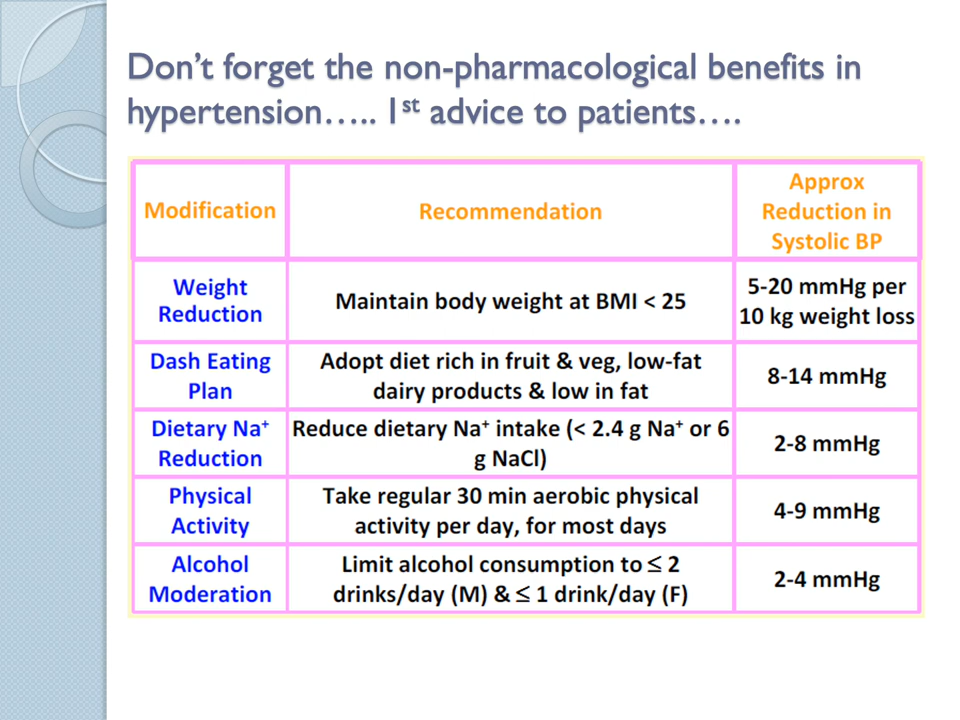 Don’t forget the non-pharmacological benefits in
hypertension….. 1st advice to patients….
Modification
Recommendation
Approx
Reduction in
Systolic BP
Weight
Reduction
Maintain body weight at BMI < 25
5-20 mmHg per
10 kg weight loss
Dash Eating
Plan
Adopt diet rich in fruit & veg, low-fat
dairy products & low in fat
8-14 mmHg
Dietary Na+
Reduction
Reduce dietary Na+ intake (< 2.4 g Na+ or 6
g NaCl)
2-8 mmHg
Physical
Activity
Take regular 30 min aerobic physical
activity per day, for most days
4-9 mmHg
Alcohol
Moderation
Limit alcohol consumption to ≤ 2
drinks/day (M) & ≤ 1 drink/day (F)
2-4 mmHg